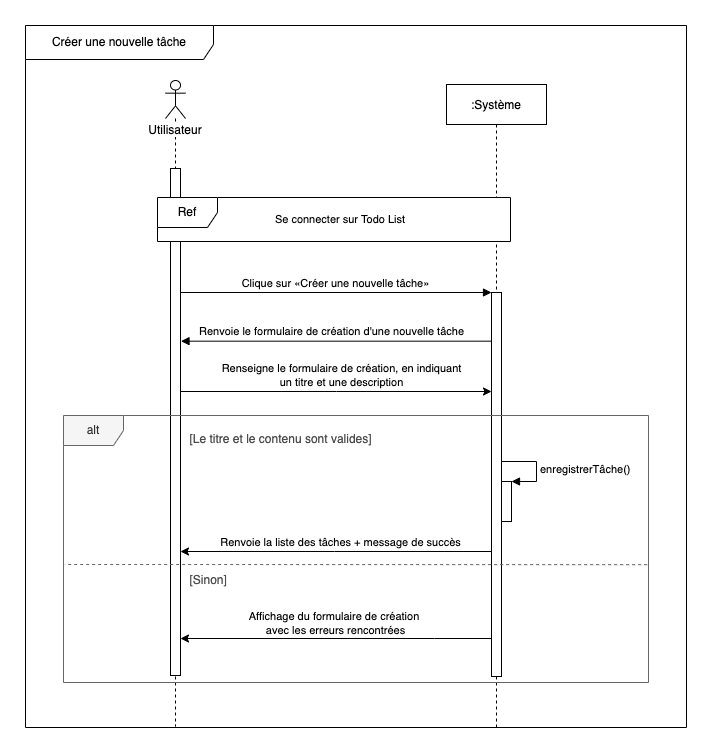 Créer une nouvelle tâche
:Système
Utilisateur
Ref
Se connecter sur Todo List
Clique sur «Créer une nouvelle tâche»
Renvoie le formulaire de création d'une nouvelle tâche
Renseigne le formulaire de création, en indiquant
un titre et une description
alt
[Le titre et le contenu sont valides]
enregistrerTâche()
Renvoie la liste des tâches + message de succès
[Sinon]
Affichage du formulaire de création
avec les erreurs rencontrées